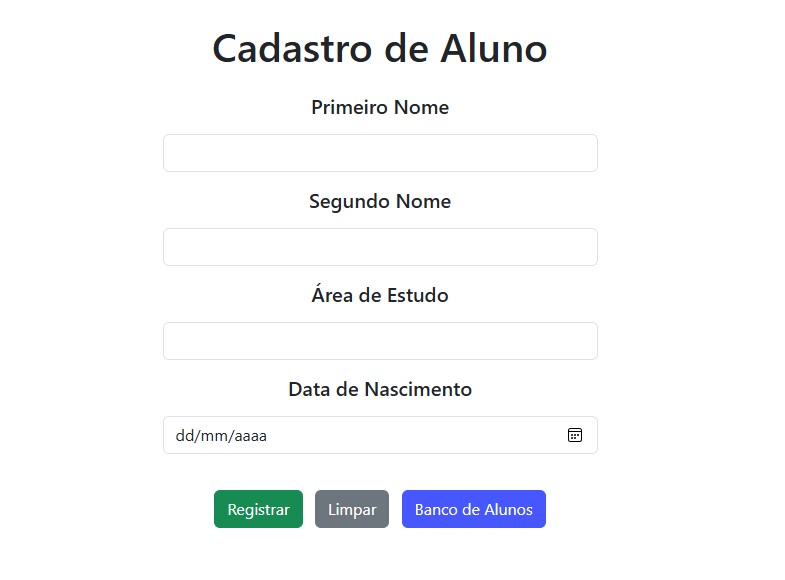 Cadastro de Aluno
Primeiro Nome
Segundo Nome
Área de Estudo
Data de Nascimento
dd/mm/aaaa
Registrar Limpar Banco de Alunos